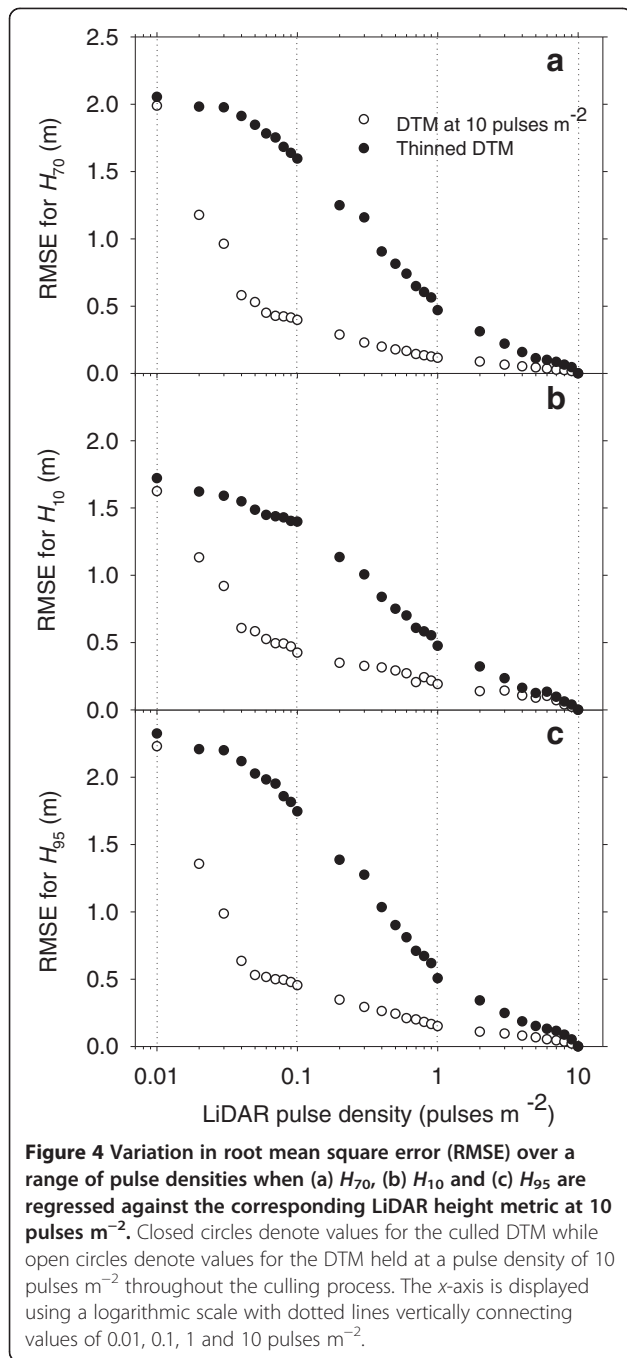 2.5
a
2.0
DTM at 10 pulses m-2
Thinned DTM
1.5
1.0
0.5
0.0
RMSE for H70 (m)
b
2.0
1.5
1.0
0.5
0.0
RMSE for H10 (m)
c
2.0
1.5
1.0
0.5
0.0
RMSE for H95 (m)
0.01 0.1 1 10
LiDAR pulse density (pulses m -2)
Figure 4 Variation in root mean square error (RMSE) over a
range of pulse densities when (a) H70, (b) H10 and (c) H95 are
regressed against the corresponding LiDAR height metric at 10
pulses m−2. Closed circles denote values for the culled DTM while
open circles denote values for the DTM held at a pulse density of 10
pulses m−2 throughout the culling process. The x-axis is displayed
using a logarithmic scale with dotted lines vertically connecting
values of 0.01, 0.1, 1 and 10 pulses m−2.